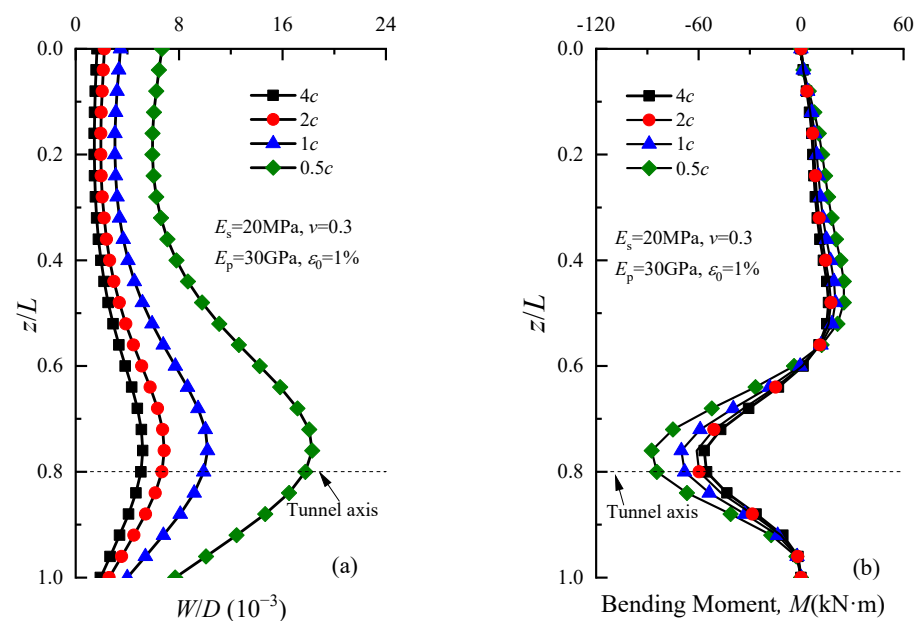 0 8 16 24
0.0
0.2
0.4
0.6
0.8
1.0
z/L
4c
2c
1c
0.5c
Es=20MPa, ν=0.3
Ep=30GPa, ε0=1%
Tunnel axis
(a)
W/D (10⁻³)
-120 -60 0 60
0.0
0.2
0.4
0.6
0.8
1.0
z/L
4c
2c
1c
0.5c
Es=20MPa, ν=0.3
Ep=30GPa, ε0=1%
Tunnel axis
(b)
Bending Moment, M(kN·m)